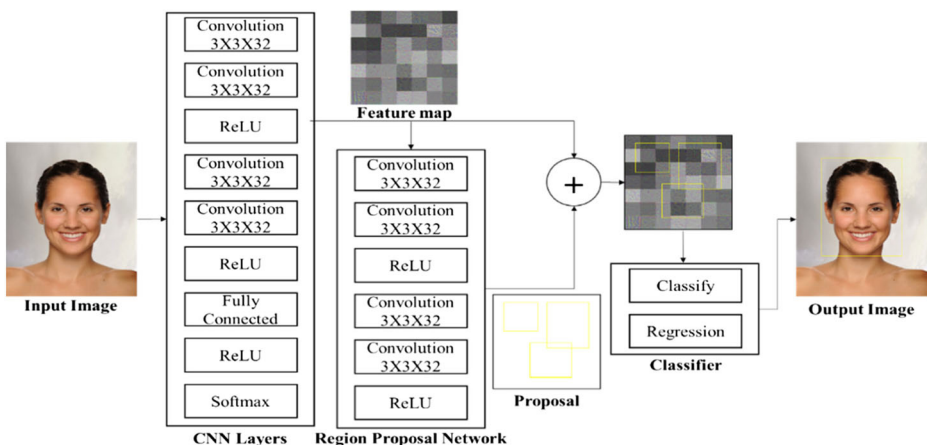 Convolution
3X3X32
Convolution
3X3X32
ReLU
Convolution
3X3X32
Convolution
3X3X32
ReLU
Fully
Connected
ReLU
Softmax
CNN Layers
Input Image
Feature map
Convolution
3X3X32
Convolution
3X3X32
ReLU
Convolution
3X3X32
Convolution
3X3X32
ReLU
Region Proposal Network
+
Proposal
Classify
Regression
Classifier
Output Image